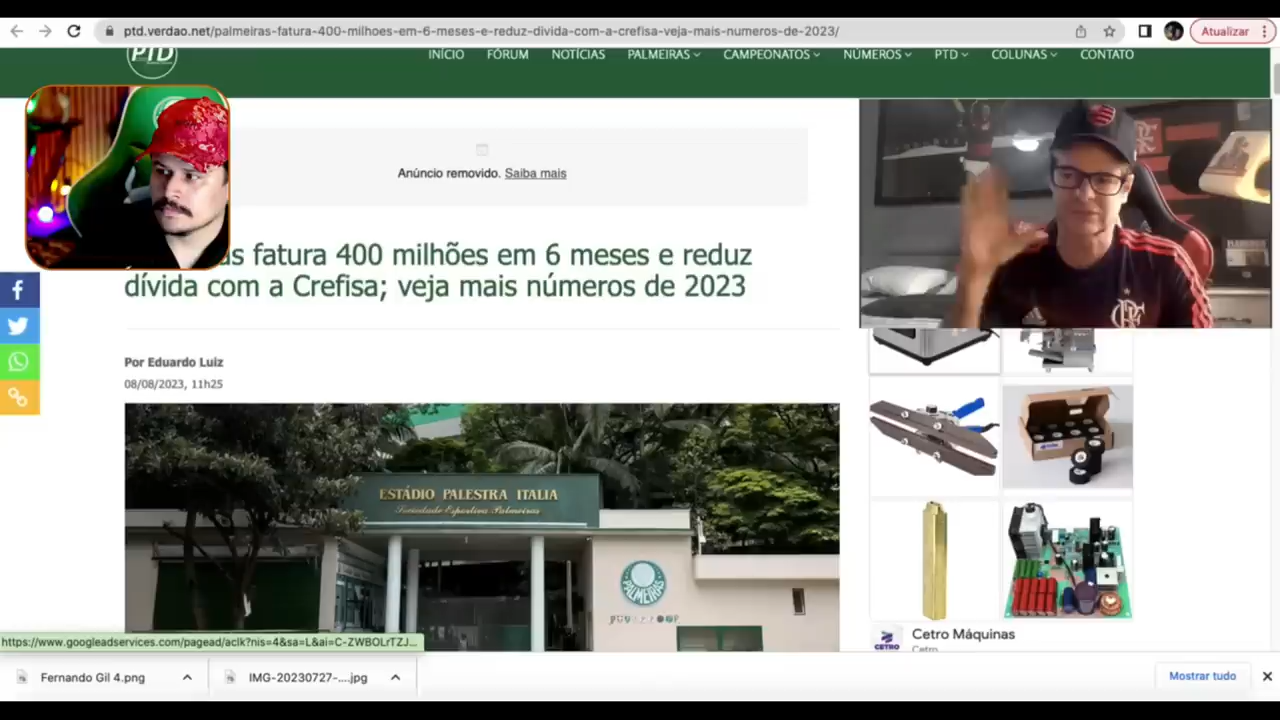 ptd.verdao.net/palmeiras-fatura-400-milhoes-em-6-meses-e-reduz-divida-com-a-crefisa-veja-mais-numeros-de-2023/
Atualizar
PTD
INÍCIO FÓRUM NOTÍCIAS PALMEIRAS CAMPEONATOS NÚMEROS PTD COLUNAS CONTATO
Anúncio removido. Saiba mais
as fatura 400 milhões em 6 meses e reduz
dívida com a Crefisa; veja mais números de 2023
Por Eduardo Luiz
08/08/2023, 11h25
ESTÁDIO PALESTRA ITALIA
Sociedade Esportiva Palmeiras
PALMEIRAS
https://www.googleadservices.com/pagead/aclk?nis=4&sa=L&ai=C-ZWBOLrTZJ...
CETRO
Cetro Máquinas
Cetro
Fernando Gil 4.png
IMG-20230727-....jpg
Mostrar tudo